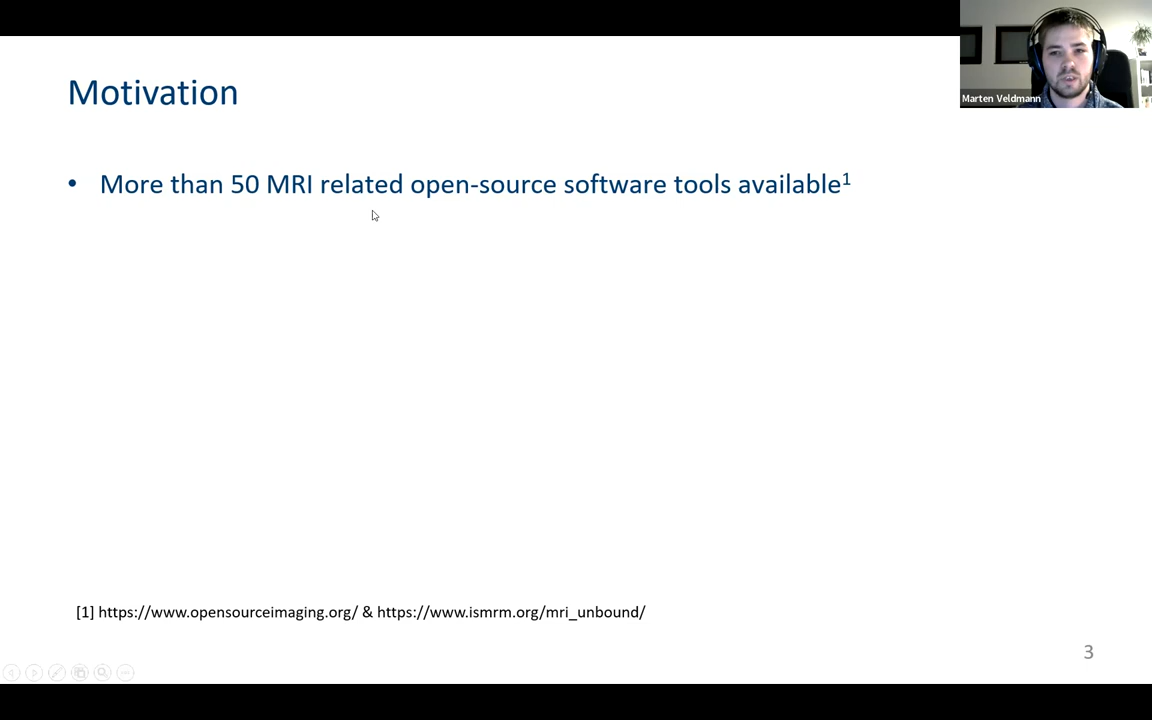 Motivation
Marten Veldmann
• More than 50 MRI related open-source software tools available¹
[1] https://www.opensourceimaging.org/ & https://www.ismrm.org/mri_unbound/
3